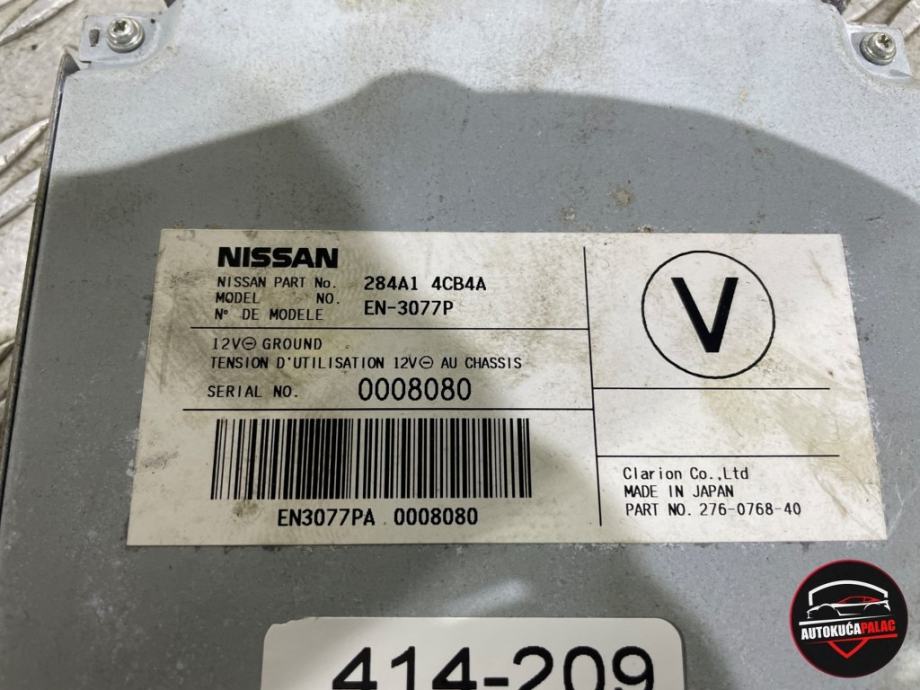 NISSAN
NISSAN PART No. 284A1 4CB4A
MODEL NO. EN-3077P
N° DE MODELE
12V⊖ GROUND
TENSION D'UTILISATION 12V⊖ AU CHASSIS
SERIAL NO. 0008080
EN3077PA 0008080
V
Clarion Co.,Ltd
MADE IN JAPAN
PART NO. 276-0768-40
414-209
AUTOKUĆAPALAC